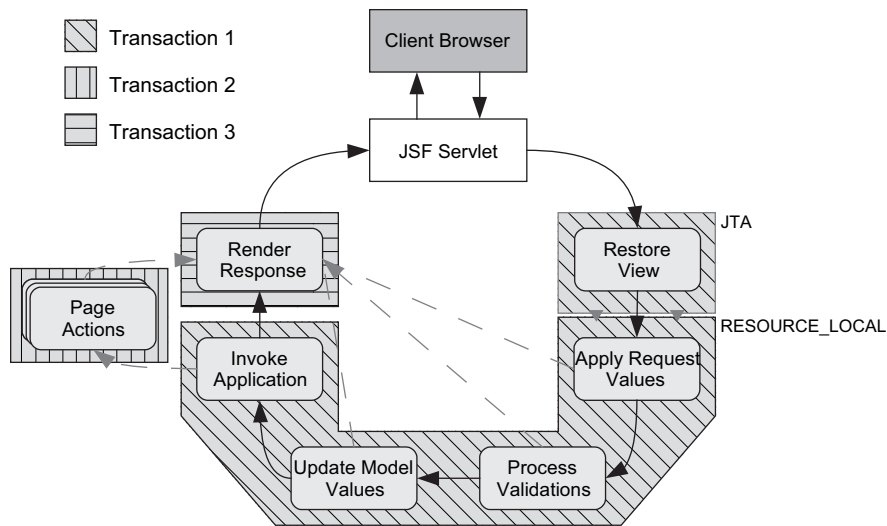 Transaction 1
Transaction 2
Transaction 3
Client Browser
JSF Servlet
Render
Response
Restore
View
JTA
RESOURCE_LOCAL
Page
Actions
Invoke
Application
Apply Request
Values
Update Model
Values
Process
Validations